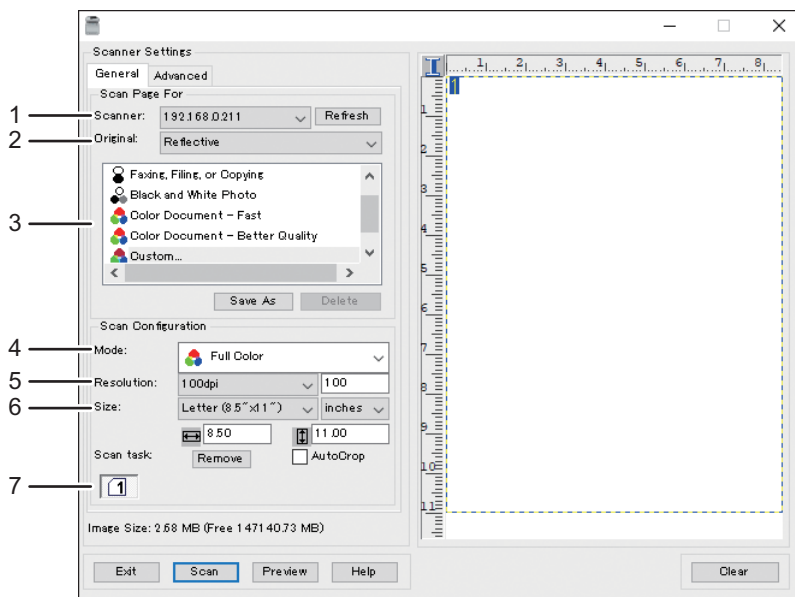 Scanner Settings
General Advanced
Scan Page For
1 Scanner: 192.168.0.211 Refresh
2 Original: Reflective
3
Faxing, Filing, or Copying
Black and White Photo
Color Document - Fast
Color Document - Better Quality
Custom...
Save As Delete
Scan Configuration
4 Mode: Full Color
5 Resolution: 100dpi 100
6 Size: Letter (8.5"x11") inches
8.50 11.00
Scan task: Remove AutoCrop
7 1
Image Size: 2.68 MB (Free 147140.73 MB)
Exit Scan Preview Help
1 2 3 4 5 6 7 8
1
1
2
3
4
5
6
7
8
9
10
11
Clear